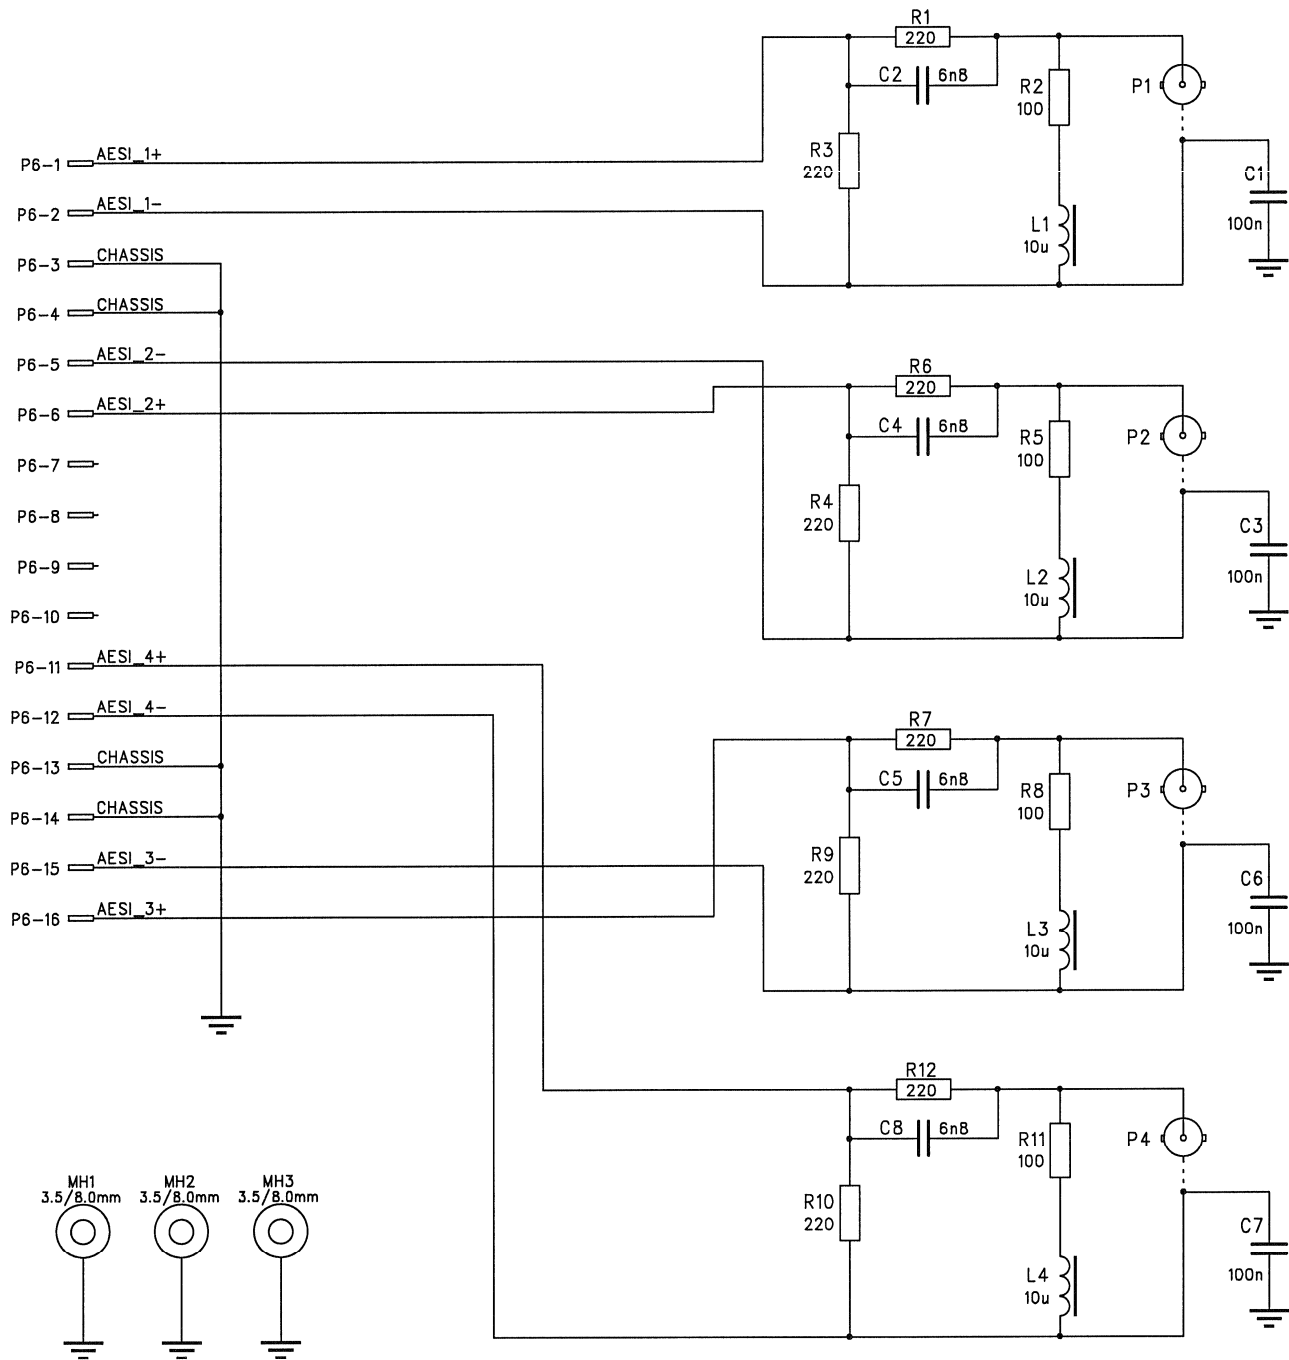 P6-1 AESI_1+
P6-2 AESI_1-
P6-3 CHASSIS
P6-4 CHASSIS
P6-5 AESI_2-
P6-6 AESI_2+
P6-7
P6-8
P6-9
P6-10
P6-11 AESI_4+
P6-12 AESI_4-
P6-13 CHASSIS
P6-14 CHASSIS
P6-15 AESI_3-
P6-16 AESI_3+
R1
220
C2 6n8
R2
100
P1
R3
220
C1
100n
L1
10u
R6
220
C4 6n8
R5
100
P2
R4
220
C3
100n
L2
10u
R7
220
C5 6n8
R8
100
P3
R9
220
C6
100n
L3
10u
R12
220
C8 6n8
R11
100
P4
R10
220
C7
100n
L4
10u
MH1
3.5/8.0mm
MH2
3.5/8.0mm
MH3
3.5/8.0mm